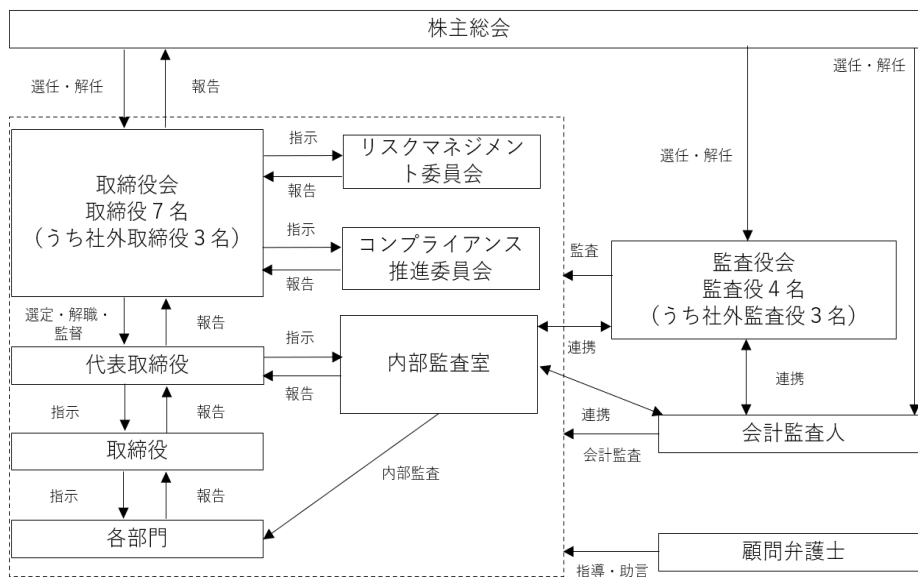 株主総会
選任・解任
報告
選任・解任
選任・解任
取締役会
取締役７名
（うち社外取締役３名）
指示
報告
リスクマネジメン
ト委員会
指示
報告
コンプライアンス
推進委員会
監査
監査役会
監査役４名
（うち社外監査役３名）
選定・解職・
監督
報告
代表取締役
指示
報告
内部監査室
連携
連携
連携
会計監査人
会計監査
指示
報告
取締役
指示
報告
内部監査
各部門
顧問弁護士
指導・助言